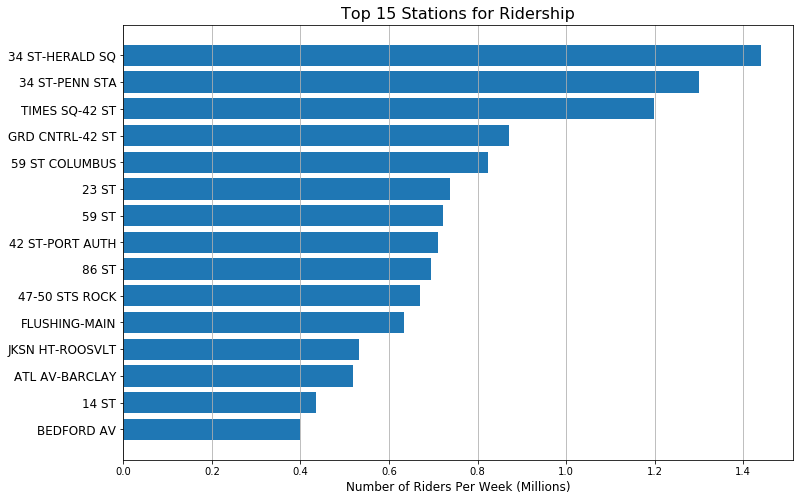 Top 15 Stations for Ridership
34 ST-HERALD SQ
34 ST-PENN STA
TIMES SQ-42 ST
GRD CNTRL-42 ST
59 ST COLUMBUS
23 ST
59 ST
42 ST-PORT AUTH
86 ST
47-50 STS ROCK
FLUSHING-MAIN
JKSN HT-ROOSVLT
ATL AV-BARCLAY
14 ST
BEDFORD AV
0.0 0.2 0.4 0.6 0.8 1.0 1.2 1.4
Number of Riders Per Week (Millions)